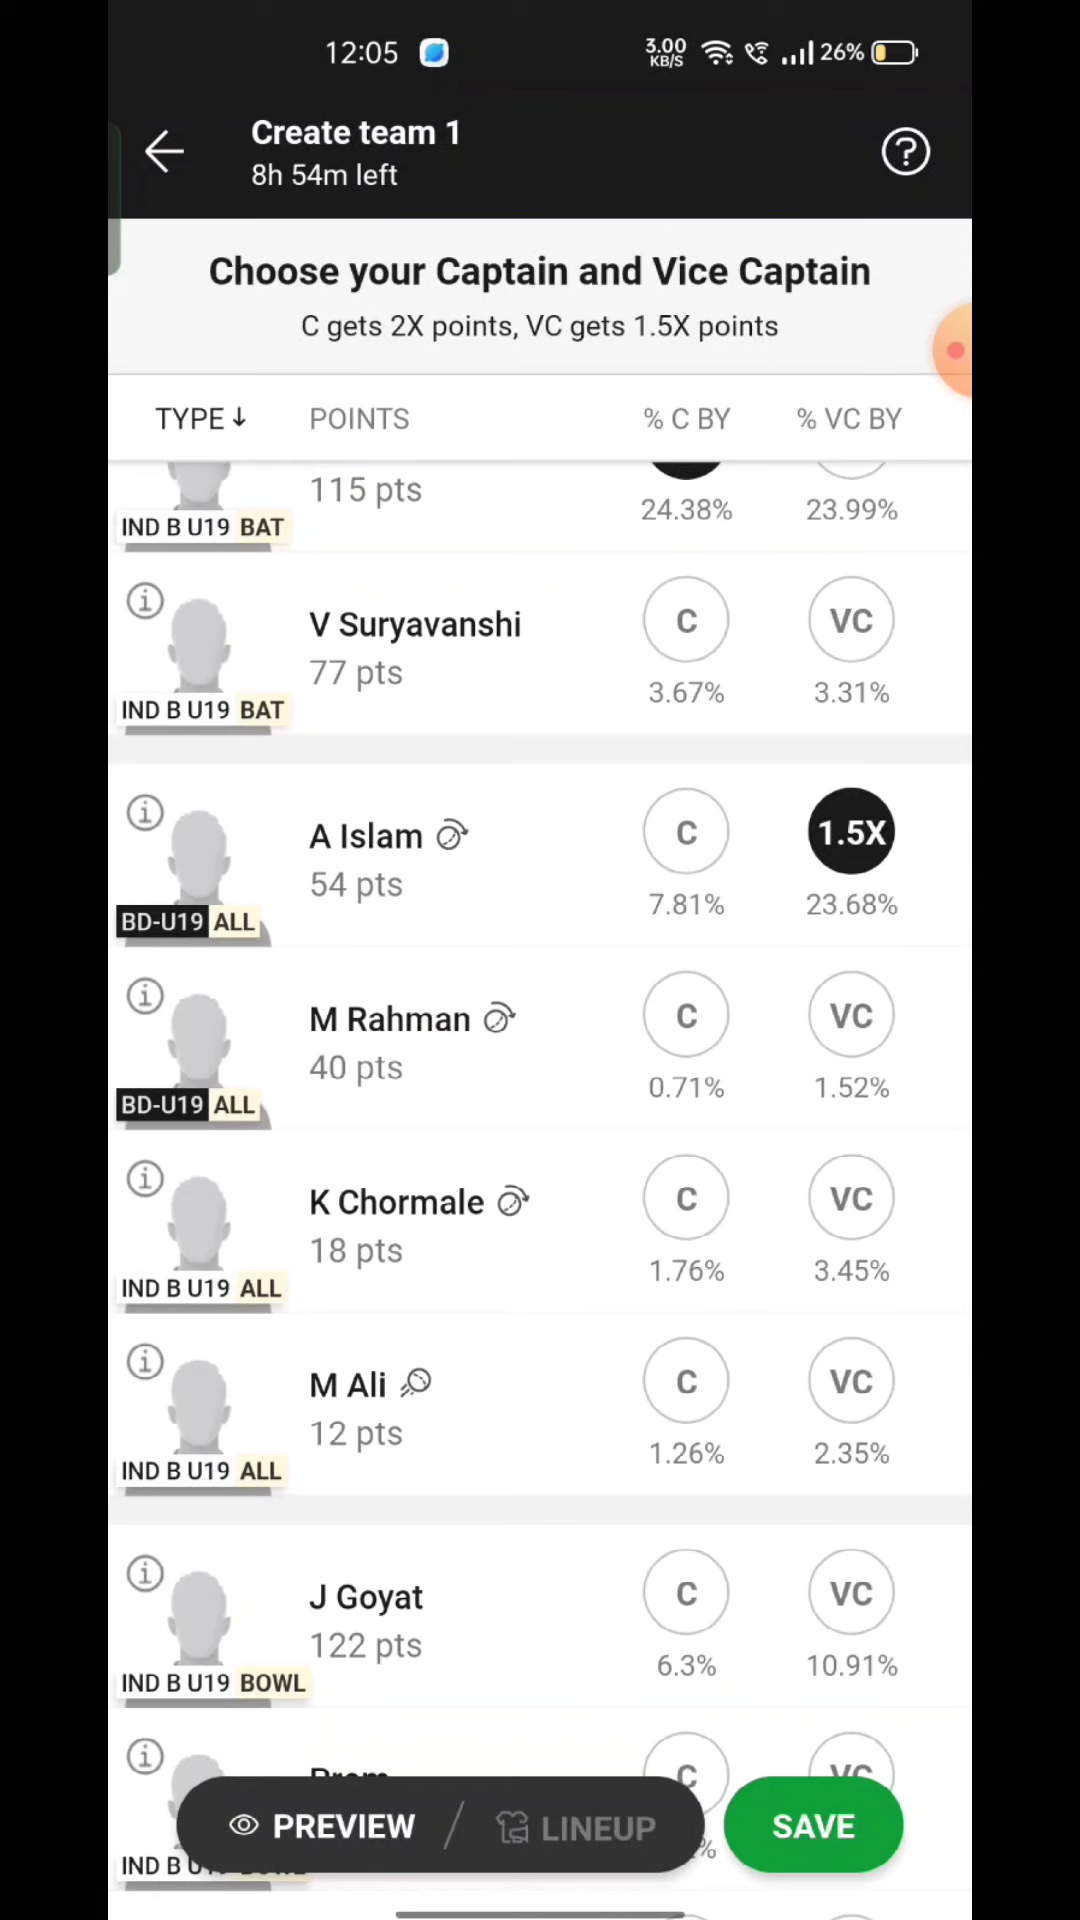 12:05 3.00 KB/S 26%
Create team 1
8h 54m left
Choose your Captain and Vice Captain
C gets 2X points, VC gets 1.5X points
TYPE↓ POINTS % C BY % VC BY
115 pts
24.38% 23.99%
IND B U19 BAT
V Suryavanshi C VC
77 pts
3.67% 3.31%
IND B U19 BAT
A Islam C 1.5X
54 pts
7.81% 23.68%
BD-U19 ALL
M Rahman C VC
40 pts
0.71% 1.52%
BD-U19 ALL
K Chormale C VC
18 pts
1.76% 3.45%
IND B U19 ALL
M Ali C VC
12 pts
1.26% 2.35%
IND B U19 ALL
J Goyat C VC
122 pts
6.3% 10.91%
IND B U19 BOWL
C VC
PREVIEW / LINEUP SAVE
IND B